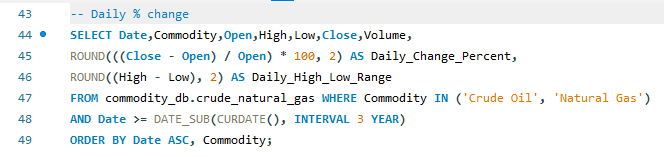 43 -- Daily % change
44 SELECT Date,Commodity,Open,High,Low,Close,Volume,
45 ROUND(((Close - Open) / Open) * 100, 2) AS Daily_Change_Percent,
46 ROUND((High - Low), 2) AS Daily_High_Low_Range
47 FROM commodity_db.crude_natural_gas WHERE Commodity IN ('Crude Oil', 'Natural Gas')
48 AND Date >= DATE_SUB(CURDATE(), INTERVAL 3 YEAR)
49 ORDER BY Date ASC, Commodity;